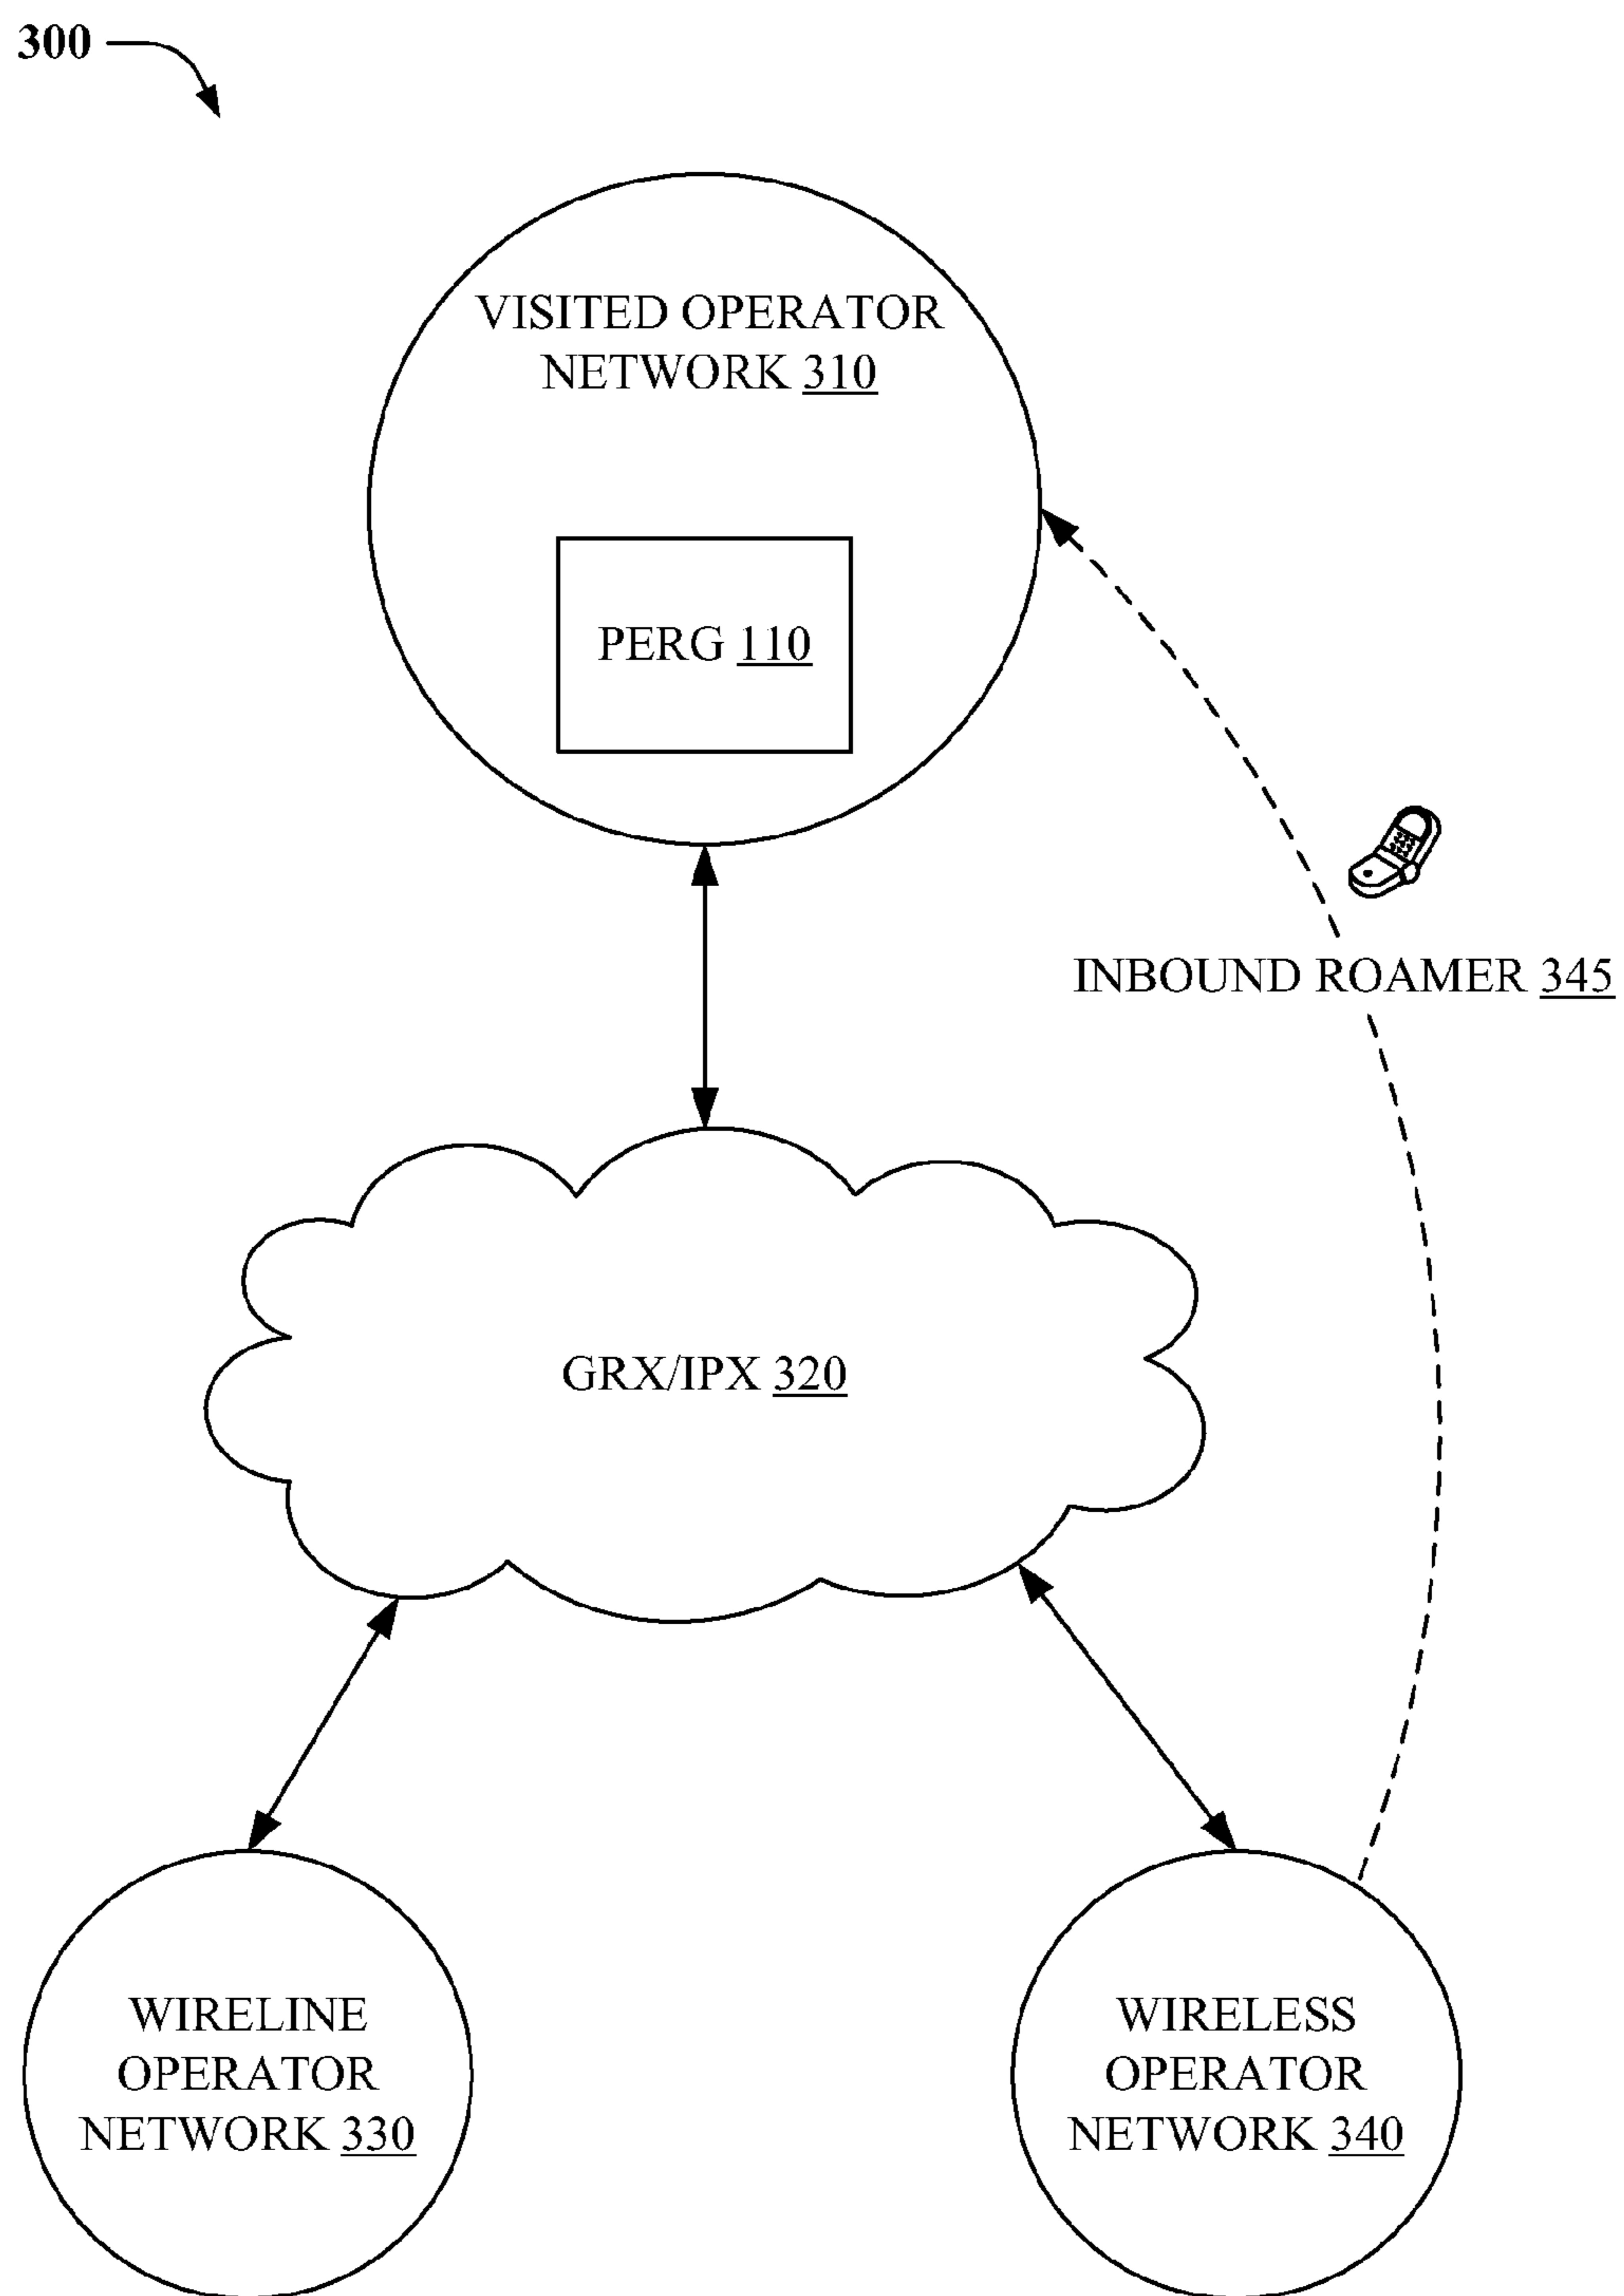 300
VISITED OPERATOR
NETWORK 310
PERG 110
INBOUND ROAMER 345
GRX/IPX 320
WIRELINE
OPERATOR
NETWORK 330
WIRELESS
OPERATOR
NETWORK 340